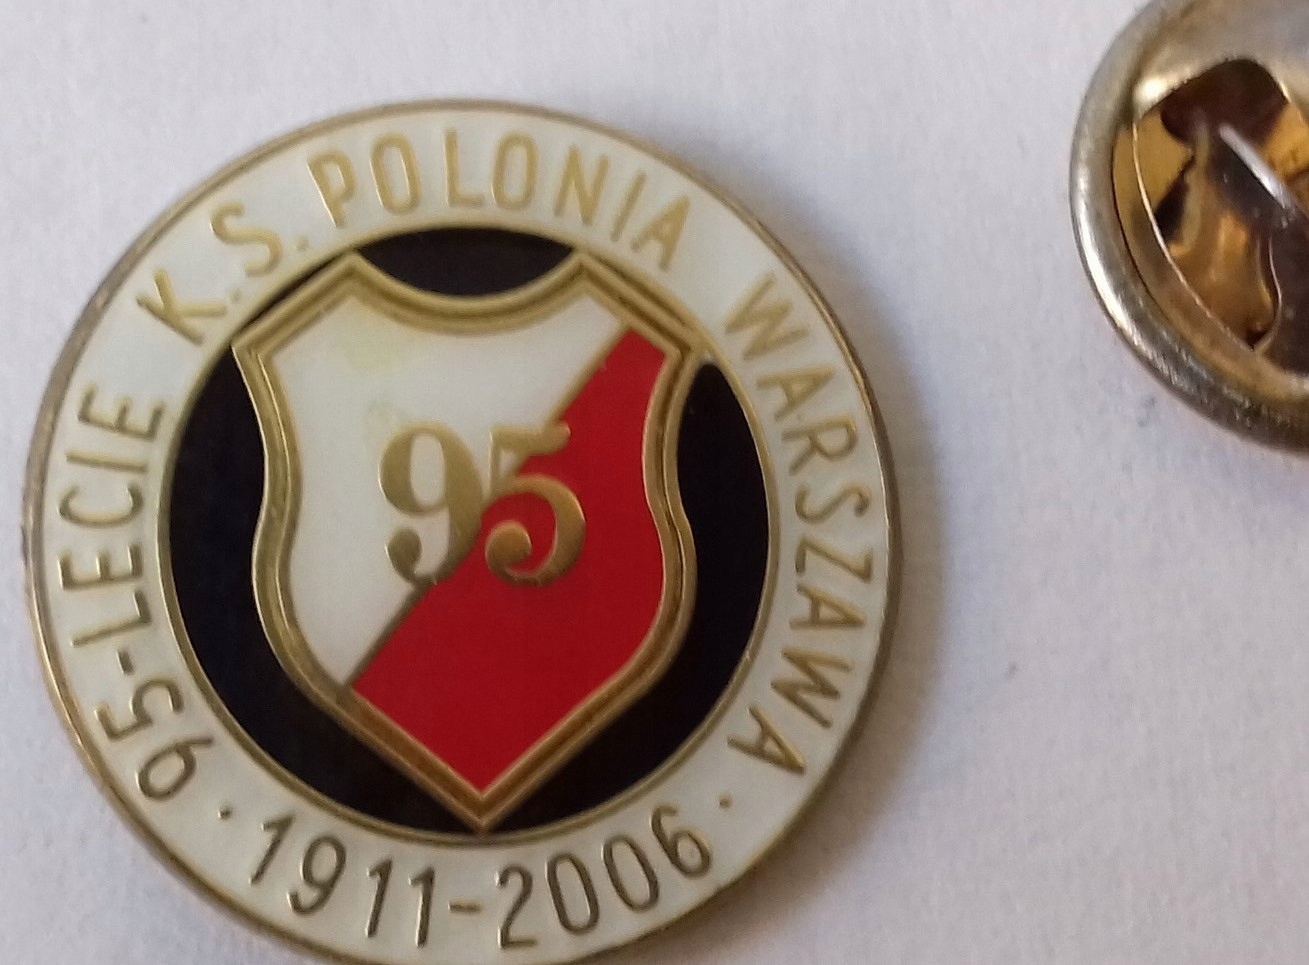 95-LECIE K.S. POLONIA WARSZAWA
· 1911-2006 ·
95